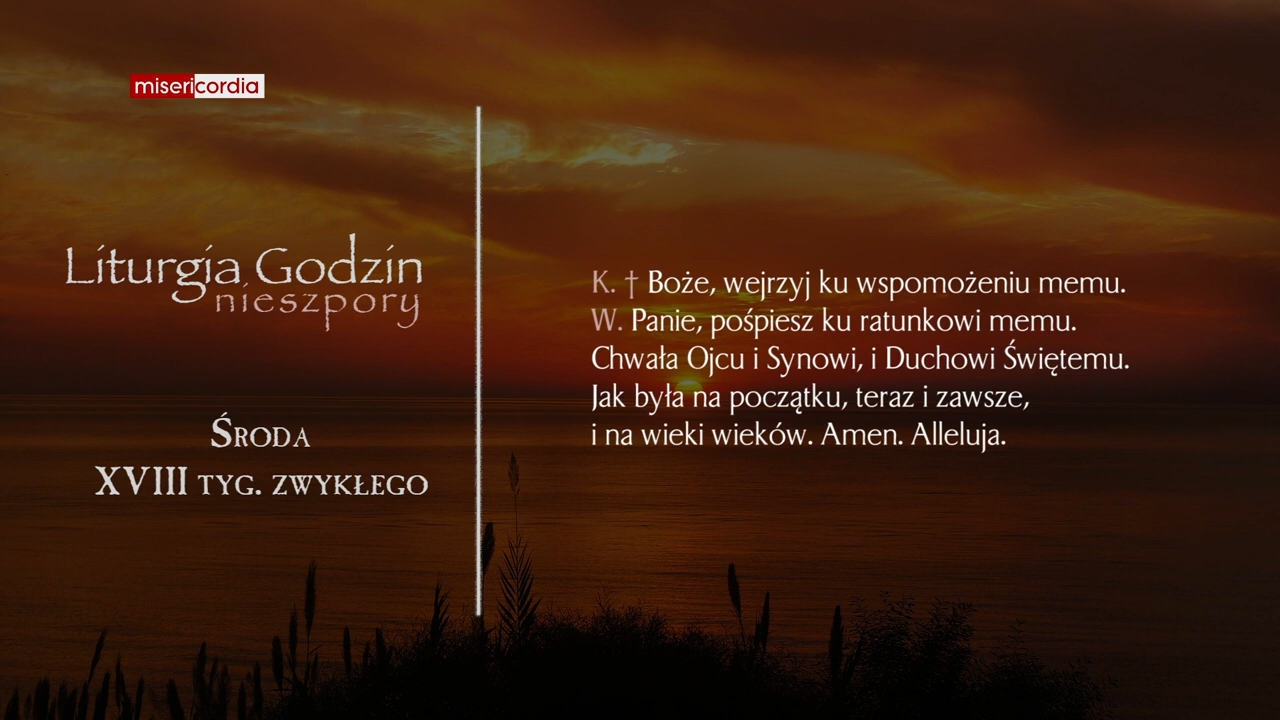 misericordia
Liturgia Godzin
nieszpory
Środa
XVIII tyg. zwykłego
K. † Boże, wejrzyj ku wspomożeniu memu.
W. Panie, pośpiesz ku ratunkowi memu.
Chwała Ojcu i Synowi, i Duchowi Świętemu.
Jak była na początku, teraz i zawsze,
i na wieki wieków. Amen. Alleluja.